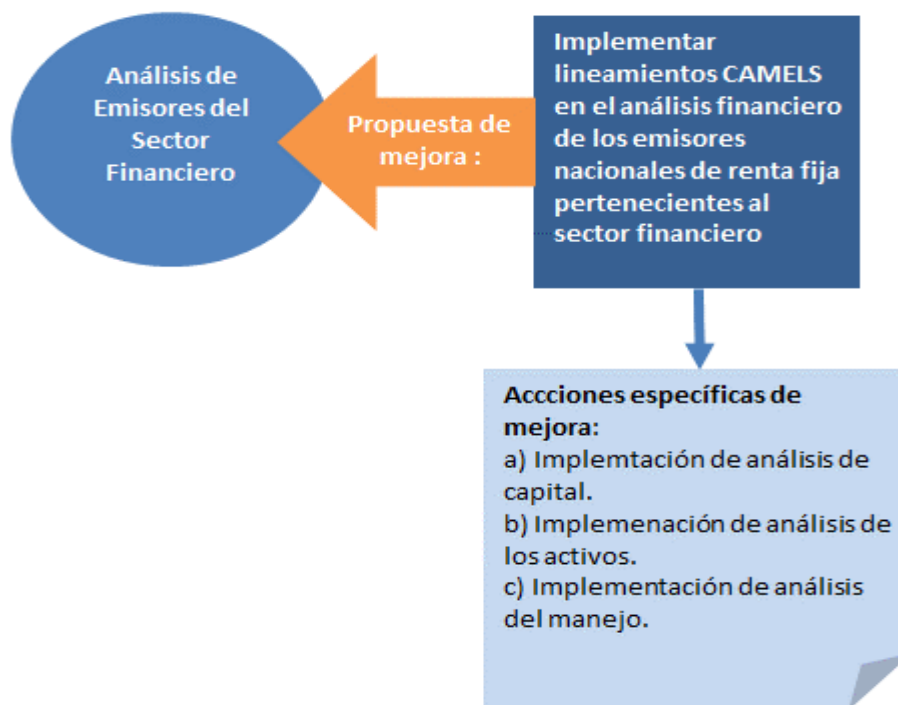 Análisis de
Emisores del
Sector
Financiero
Propuesta de
mejora :
Implementar
lineamientos CAMELS
en el análisis financiero
de los emisores
nacionales de renta fija
pertenecientes al
sector financiero
Accciones específicas de
mejora:
a) Implemtación de análisis de
capital.
b) Implemenación de análisis de
los activos.
c) Implementación de análisis
del manejo.